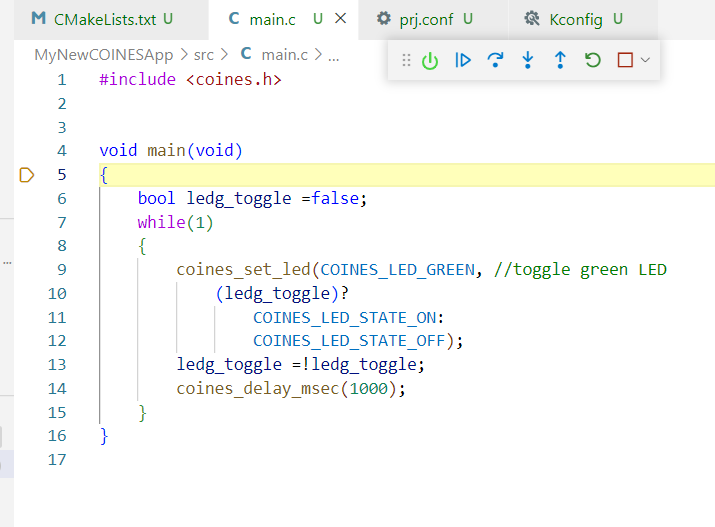 CMakeLists.txt U
main.c U
prj.conf U
Kconfig U
MyNewCOINESApp > src > C main.c > ...
1 #include <coines.h>
2
3
4 void main(void)
5 {
6 bool ledg_toggle =false;
7 while(1)
8 {
9 coines_set_led(COINES_LED_GREEN, //toggle green LED
10 (ledg_toggle)?
11 COINES_LED_STATE_ON:
12 COINES_LED_STATE_OFF);
13 ledg_toggle =!ledg_toggle;
14 coines_delay_msec(1000);
15 }
16 }
17